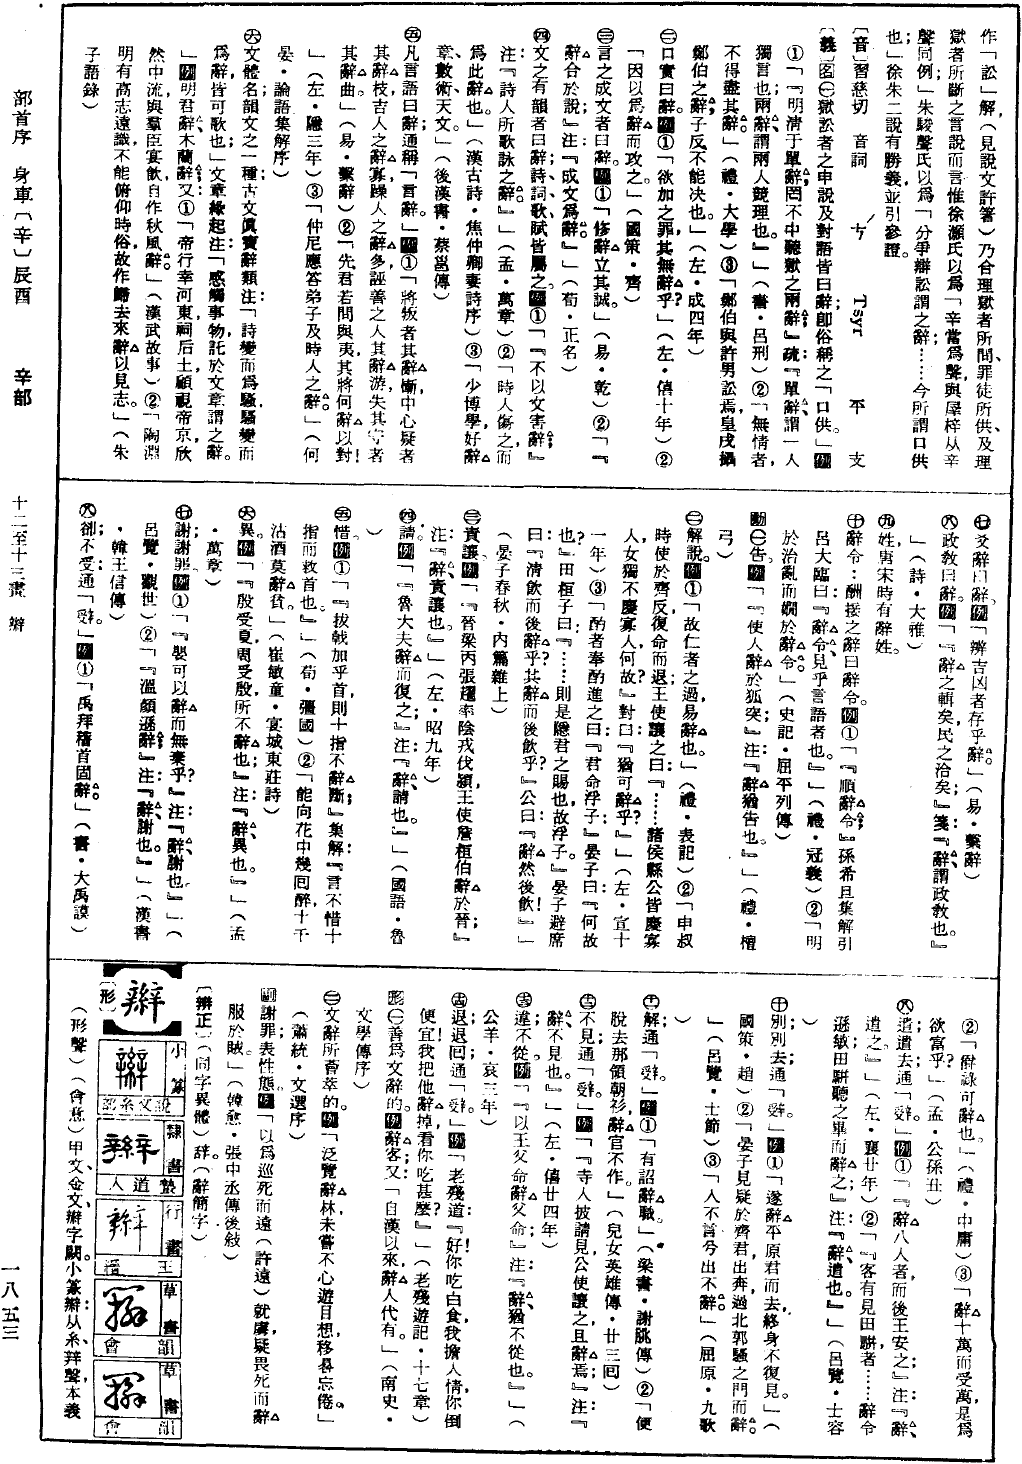 作「訟」解，（見說文許箸）乃合理獄者所問、罪徒所供及理
獄者所斷之言說而言惟徐灝氏以爲「辛當爲聲與屖梓从辛
聲同例」朱駿聲氏以爲「分爭辯訟謂之辭……今所謂口供
也」徐朱二說有勝義並引參證。
〔音〕習慈切　音詞　ㄘˊ　Tsyr　平　支
〔義〕名㊀獄訟者之申說及對語皆曰辭卽俗稱之「口供」例
①「『明清于單辭罔不中聽獄之兩辭』疏『單辭謂一人
獨言也兩辭謂兩人競理也。』」（書・呂刑）②「無情者，
不得盡其辭。」（禮・大學）③「鄭伯與許男訟焉皇戌攝
鄭伯之辭子反不能決也。」（左・成四年）
㊁口實曰辭。例①「欲加之罪，其無辭乎？」（左・僖十年）②
「因以爲辭而攻之。」（國策・齊）
㊂言之成文者曰辭。例①「修辭立其誠。」（易・乾）②「『
辭合於說』注『成文爲辭。』」（荀・正名）
㊃文之有韻者曰辭詩詞歌賦皆屬之。例①「『不以文害辭』
注『詩人所歌詠之辭。』」（孟・萬章）②「時人傷之而
爲此辭也。」（漢古詩・焦仲卿妻詩序）③「少博學，好辭
章、數術、天文。」（後漢書・蔡邕傳）
㊄凡言語曰辭通稱「言辭。」例①「將叛者其辭慚，中心疑者
其辭枝，吉人之辭寡，躁人之辭多，誣善之人其辭游，失其守者
其辭曲。」（易・繫辭）②「先君若問與夷，其將何辭以對！
」（左・隱三年）③「仲尼應答弟子及時人之辭。」（何
晏・論語集解序）
㊅文體名韻文之一種；古文眞寶辭類注：「詩變而爲騷，騷變而
爲辭，皆可歌也。」文章緣起注：「感觸事物，託於文章謂之辭。
」例明君辭、木蘭辭又①「帝行幸河東，祠后土，顧視帝京，欣
然中流，與羣臣宴飮，自作秋風辭。」（漢武故事）②「陶淵
明有高志遠識，不能俯仰時俗，故作歸去來辭以見志。」（朱
子語錄）
㊆爻辭曰辭。例「辨吉凶者存乎辭。」（易・繫辭）
㊇政敎曰辭。例「『辭之輯矣，民之洽矣』；箋『辭謂政敎也。』
」（詩・大雅）
㊈姓唐宋時有辭姓。
㊉辭令：酬接之辭曰辭令。例①「『順辭令』孫希旦集解引
呂大臨曰『辭令見乎言語者也。』」（禮・冠義）②「明
於治亂而嫺於辭令。」（史記・屈平列傳）
動㊀告。例「『使人辭於狐突』注『辭猶告也。』」（禮・檀
弓）
㊁解說。例①「故仁者之過，易辭也。」（禮・表記）②「申叔
時使於齊反復命而退王使讓之曰『……諸侯縣公皆慶寡
人女獨不慶寡人何故』對曰『猶可辭乎？』」（左・宣十
一年）③「酌者奉酌進之曰『君命浮子』晏子曰『何故
也？』田桓子曰『……則是隱君之賜也故浮子』晏子避席
曰『清飮而後辭乎？其辭而後飮乎？』公曰『辭然後飮！』」
（晏子春秋・內篇雜上）
㊂責讓。例「『晉梁丙張趯率陰戎伐潁，王使詹桓伯辭於晉』；
注『辭責讓也。』」（左・昭九年）
㊃請。例「『魯大夫辭而復之』；注『辭請也。』」（國語・魯
）
㊄惜。例①「『拔戟加乎首，則十指不辭斷』；集解『言不惜十
指而救首也。』」（荀・彊國）②「能向花中幾回醉，十千
沽酒莫辭貧。」（崔敏童・宴城東莊詩）
㊅異。例「『殷受夏，周受殷，所不辭也』注『辭異也。』」（孟
・萬章）
㊆謝謝罪。例①「『嬰可以辭而無棄乎？』注『辭謝也。』」（
呂覽・觀世）②「『溫顏遜辭』注『辭謝也。』」（漢書
・韓王信傳）
㊇卻不受通「辤。」例①「禹拜稽首固辭。」（書・大禹謨）
②「爵祿可辭也。」（禮・中庸）③「辭十萬而受萬是爲
欲富乎？」（孟・公孫丑）
㊈遣；遣去；通「辤。」例①「『辭八人者而後王安之』；注『辭
遣之。』」（左・襄廿年）②「『客有見田駢者……辭令
遜敏田駢聽之畢而辭之』注『辭遣也。』」（呂覽・士容
）
㊉別；別去；通「辤。」例①「遂辭平原君而去，終身不復見。」（
國策・趙）②「晏子見疑於齊君出奔過北郭騷之門而辭。
」（呂覽・士節）③「入不言兮出不辭。」（屈原・九歌
）
解；通「辤。」例①「有詔辭職。」（梁書・謝朏傳）②「便
脫去那領朝衫，辭官不作。」（兒女英雄傳・廿三回）
不見；通「辤。」例「『寺人披請見公使讓之且辭焉』注『
辭不見也。』」（左・僖廿四年）
違；不從。例「『以王父命辭父命』；注『辭猶不從也。』」（
公羊・哀三年）
退；退回；通「辤。」例「老殘道『好！你吃白食，我擔人情，你倒
便宜！我把他辭掉，看你吃甚麼？』」（老殘遊記・十七章）
形㊀善爲文辭的。例辭客；又「自漢以來，辭人代有。」（南史・
文學傳序）
㊁文辭所薈萃的。例「泛覽辭林，未嘗不心遊目想，移晷忘倦。」
（蕭統・文選序）
副謝罪；表性態。例「以爲巡死而遠（許遠）就虜，疑畏死而辭
服於賊。」（韓愈・張中丞傳後敍）
〔辨正〕（同字異體）辞（辭簡字）
辮
〔形〕
小篆　說文系部
隸書　蟄道人
行書　王禮
草書　韻會
草書　韻會
（形聲）（會意）甲文、金文辮字闕。小篆辮：从糸辡聲，本義
部首序　身車〔辛〕辰酉　辛部　十二至十三畫　辮　一八五三